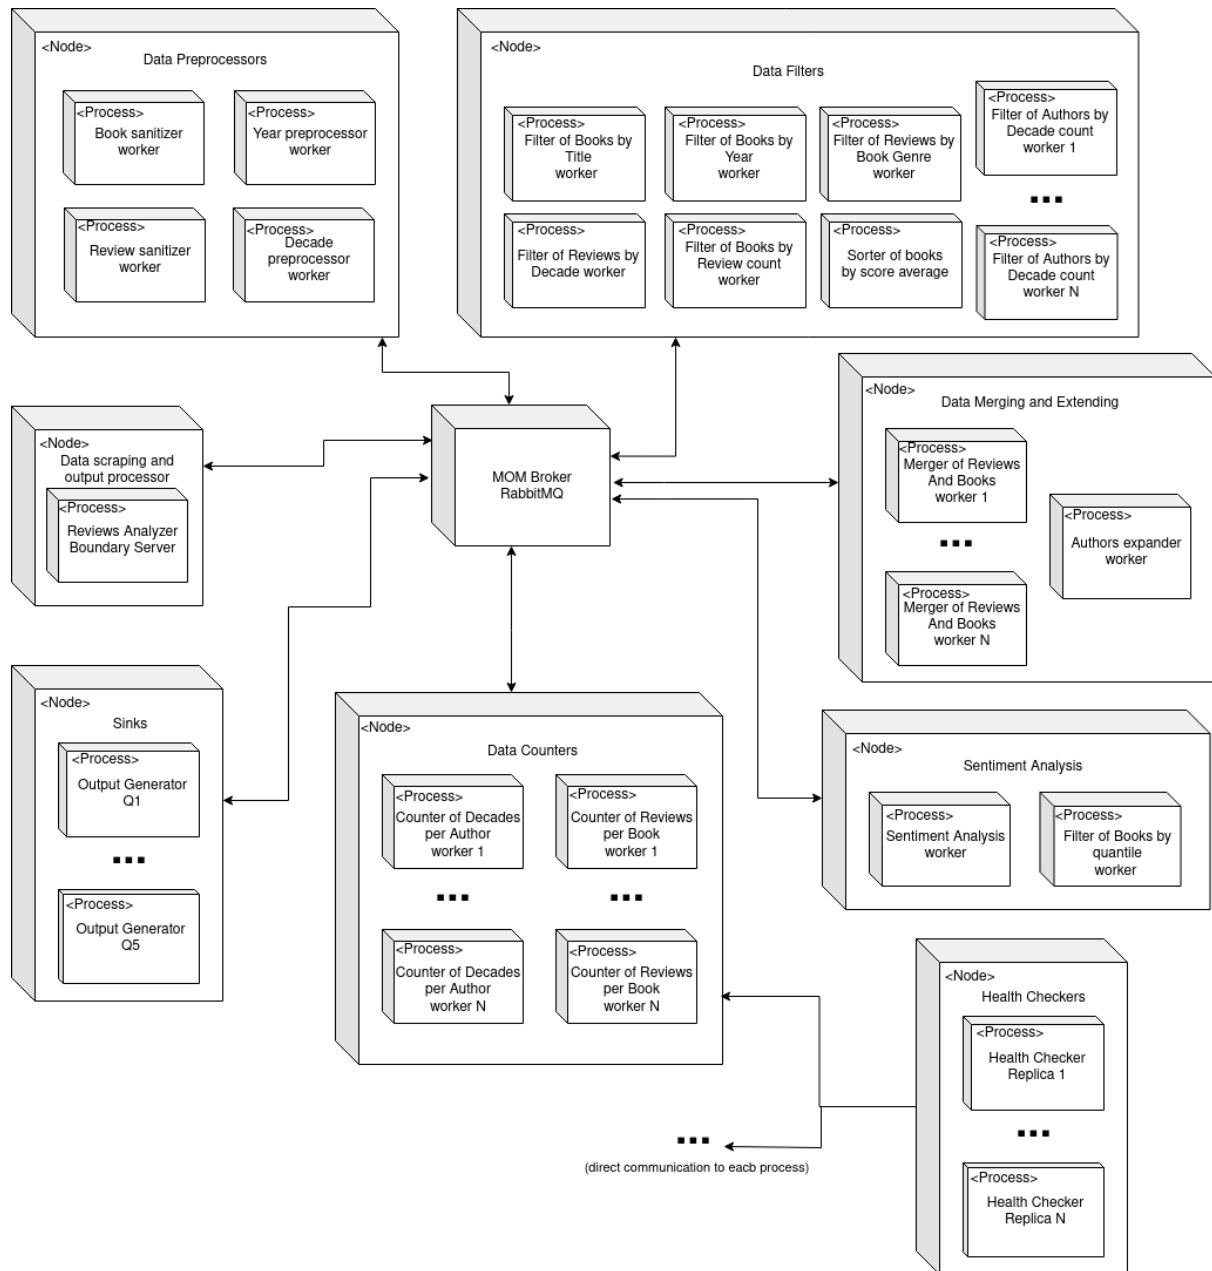 <Node>
Data Preprocessors
<Process>
Book sanitizer
worker
<Process>
Year preprocessor
worker
<Process>
Review sanitizer
worker
<Process>
Decade
preprocessor
worker
<Node>
Data Filters
<Process>
Filter of Books by
Title
worker
<Process>
Filter of Books by
Year
worker
<Process>
Filter of Reviews by
Book Genre
worker
<Process>
Filter of Authors by
Decade count
worker 1
<Process>
Filter of Reviews by
Decade worker
<Process>
Filter of Books by
Review count
worker
<Process>
Sorter of books
by score average
<Process>
Filter of Authors by
Decade count
worker N
<Node>
Data scraping and
output processor
<Process>
Reviews Analyzer
Boundary Server
MOM Broker
RabbitMQ
<Node>
Data Merging and Extending
<Process>
Merger of Reviews
And Books
worker 1
<Process>
Authors expander
worker
<Process>
Merger of Reviews
And Books
worker N
<Node>
Sinks
<Process>
Output Generator
Q1
<Process>
Output Generator
Q5
<Node>
Data Counters
<Process>
Counter of Decades
per Author
worker 1
<Process>
Counter of Reviews
per Book
worker 1
<Process>
Counter of Decades
per Author
worker N
<Process>
Counter of Reviews
per Book
worker N
<Node>
Sentiment Analysis
<Process>
Sentiment Analysis
worker
<Process>
Filter of Books by
quantile
worker
<Node>
Health Checkers
<Process>
Health Checker
Replica 1
<Process>
Health Checker
Replica N
(direct communication to eacb process)